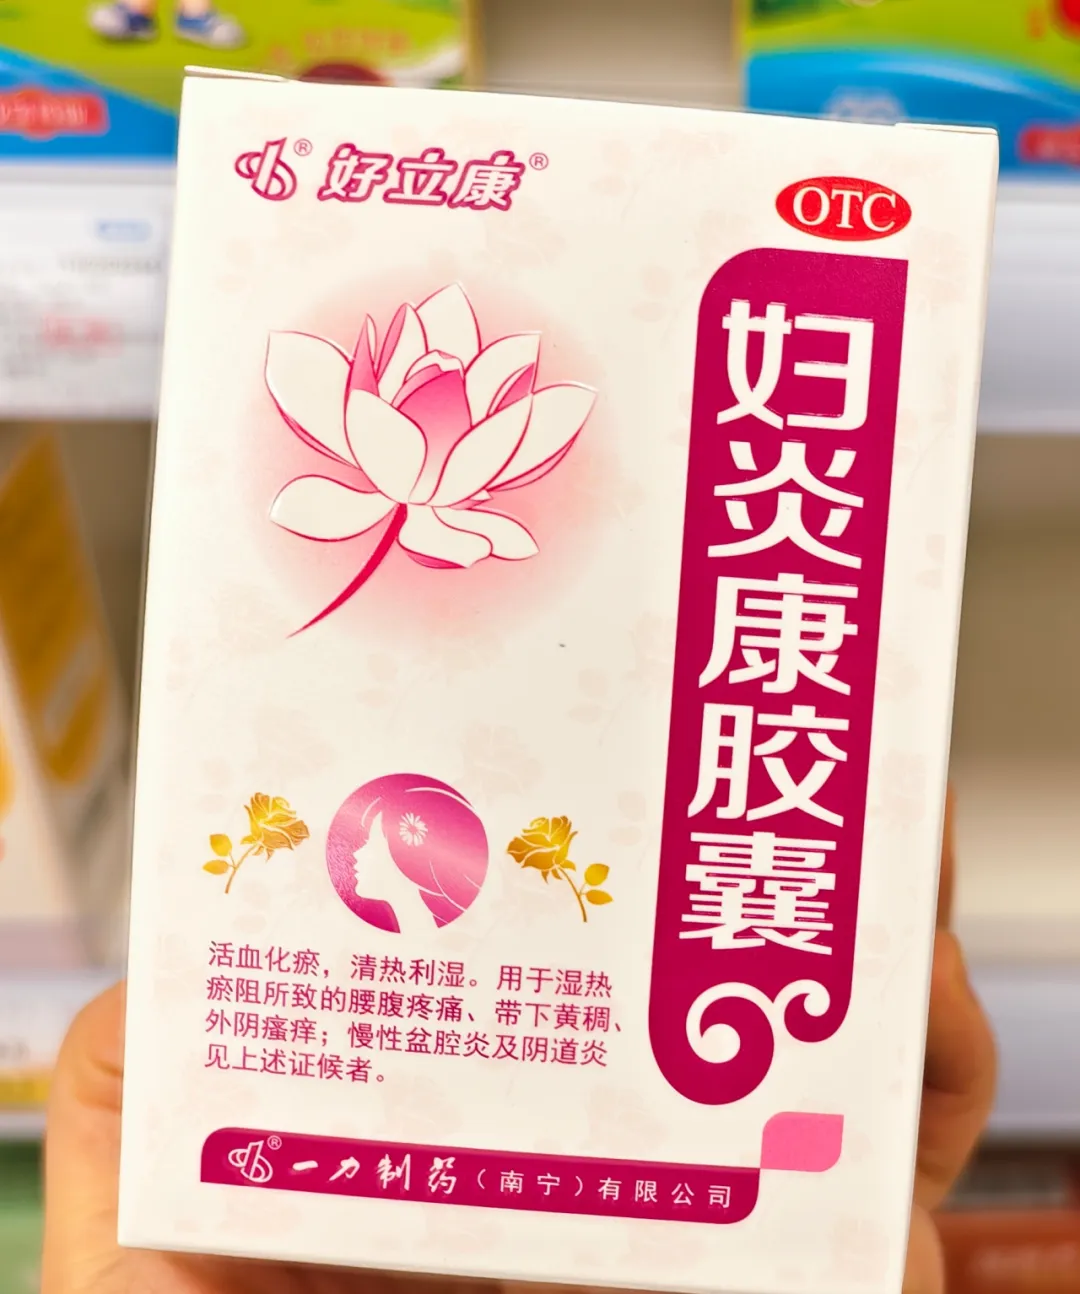 ®好立康®
OTC
妇炎康胶囊
活血化瘀，清热利湿。用于湿热
瘀阻所致的腰腹疼痛、带下黄稠、
外阴瘙痒；慢性盆腔炎及阴道炎
见上述证候者。
®一力制药（南宁）有限公司